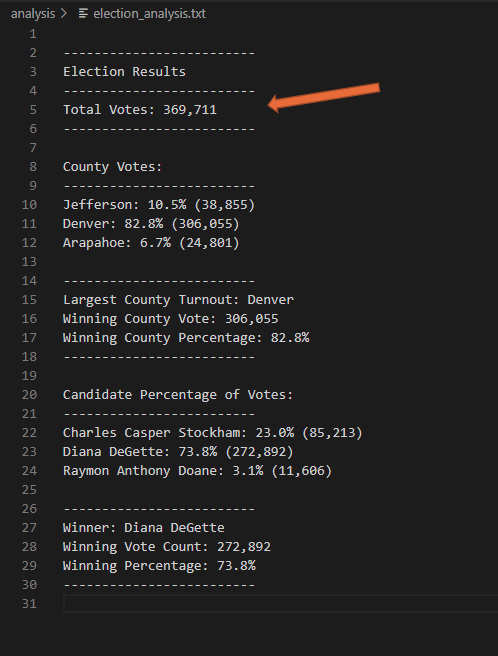 analysis > election_analysis.txt
1
2 -------------------------
3 Election Results
4 -------------------------
5 Total Votes: 369,711
6 -------------------------
7
8 County Votes:
9 -------------------------
10 Jefferson: 10.5% (38,855)
11 Denver: 82.8% (306,055)
12 Arapahoe: 6.7% (24,801)
13
14 -------------------------
15 Largest County Turnout: Denver
16 Winning County Vote: 306,055
17 Winning County Percentage: 82.8%
18 -------------------------
19
20 Candidate Percentage of Votes:
21 -------------------------
22 Charles Casper Stockham: 23.0% (85,213)
23 Diana DeGette: 73.8% (272,892)
24 Raymon Anthony Doane: 3.1% (11,606)
25
26 -------------------------
27 Winner: Diana DeGette
28 Winning Vote Count: 272,892
29 Winning Percentage: 73.8%
30 -------------------------
31